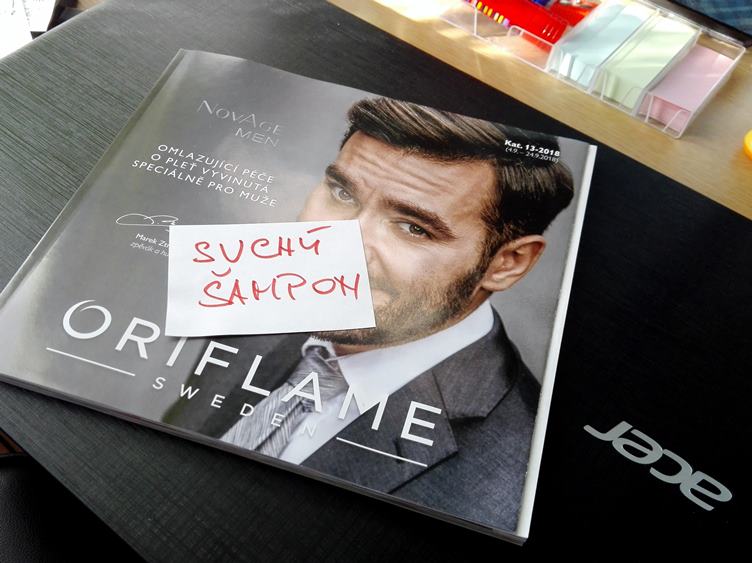 NOVAGE
MEN
OMLAZUJÍCÍ PÉČE
O PLEŤ VYVINUTÁ
SPECIÁLNĚ PRO MUŽE
Kat. 13-2018
(4.9. – 24.9.2018)
Marek
SUCHÝ
ŠAMPON
ORIFLAME
SWEDEN
acer